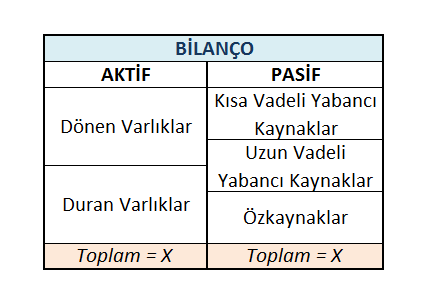 BİLANÇO
AKTİF
PASİF
Dönen Varlıklar
Kısa Vadeli Yabancı
Kaynaklar
Uzun Vadeli
Yabancı Kaynaklar
Duran Varlıklar
Özkaynaklar
Toplam = X
Toplam = X